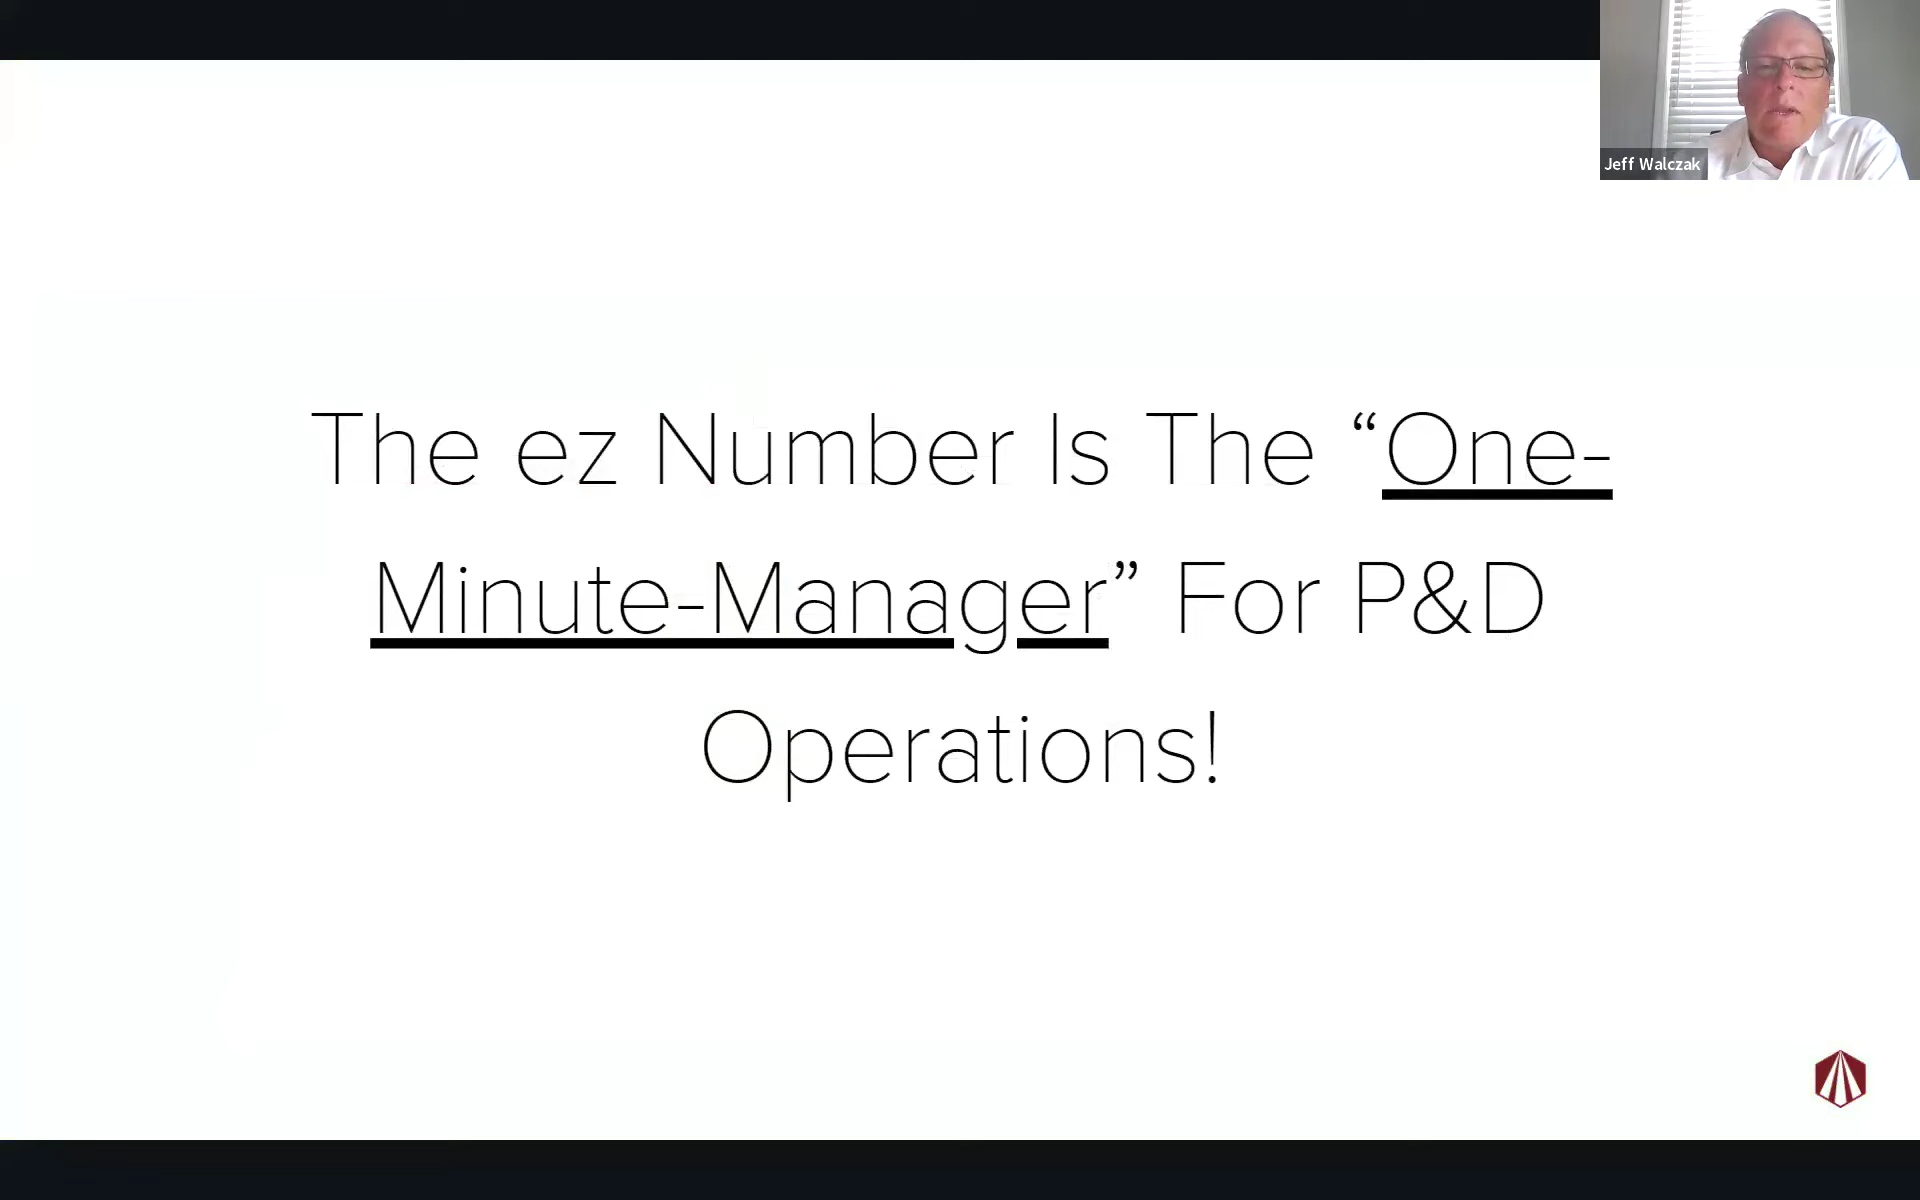 Jeff Walczak
The ez Number Is The “One-
Minute-Manager” For P&D
Operations!